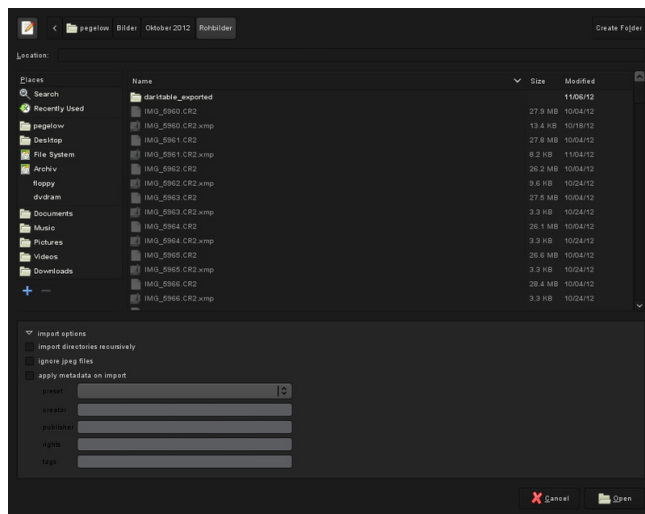 pegelow Bilder Oktober 2012 Rohbilder Create Folder
Location:
Places Name Size Modified
Search darktable_exported 11/06/12
Recently Used IMG_5960.CR2 27.9 MB 10/04/12
IMG_5960.CR2.xmp 13.4 KB 10/18/12
pegelow IMG_5961.CR2 27.8 MB 10/04/12
Desktop IMG_5961.CR2.xmp 8.2 KB 11/04/12
File System IMG_5962.CR2 26.2 MB 10/04/12
Archiv IMG_5962.CR2.xmp 9.6 KB 10/24/12
floppy IMG_5963.CR2 27.5 MB 10/04/12
dvdram IMG_5963.CR2.xmp 3.3 KB 10/24/12
Documents IMG_5964.CR2 26.1 MB 10/04/12
Music IMG_5964.CR2.xmp 3.3 KB 10/24/12
Pictures IMG_5965.CR2 26.6 MB 10/04/12
Videos IMG_5965.CR2.xmp 3.3 KB 10/24/12
Downloads IMG_5966.CR2 28.4 MB 10/04/12
IMG_5966.CR2.xmp 3.3 KB 10/24/12
import options
import directories recursively
ignore jpeg files
apply metadata on import
preset
creator
publisher
rights
tags
Cancel Open